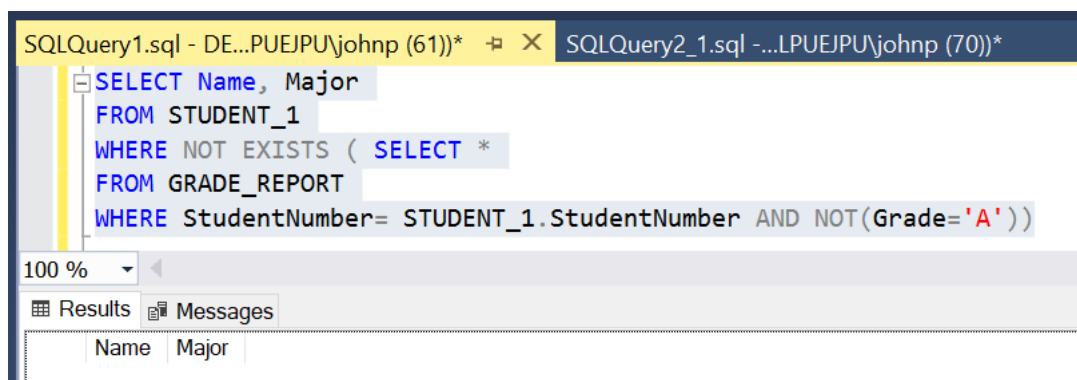 SQLQuery1.sql - DE...PUEJPU\johnp (61))* SQLQuery2_1.sql -...LPUEJPU\johnp (70))*
SELECT Name, Major
FROM STUDENT_1
WHERE NOT EXISTS ( SELECT *
FROM GRADE_REPORT
WHERE StudentNumber= STUDENT_1.StudentNumber AND NOT(Grade='A'))
100 %
Results Messages
Name Major